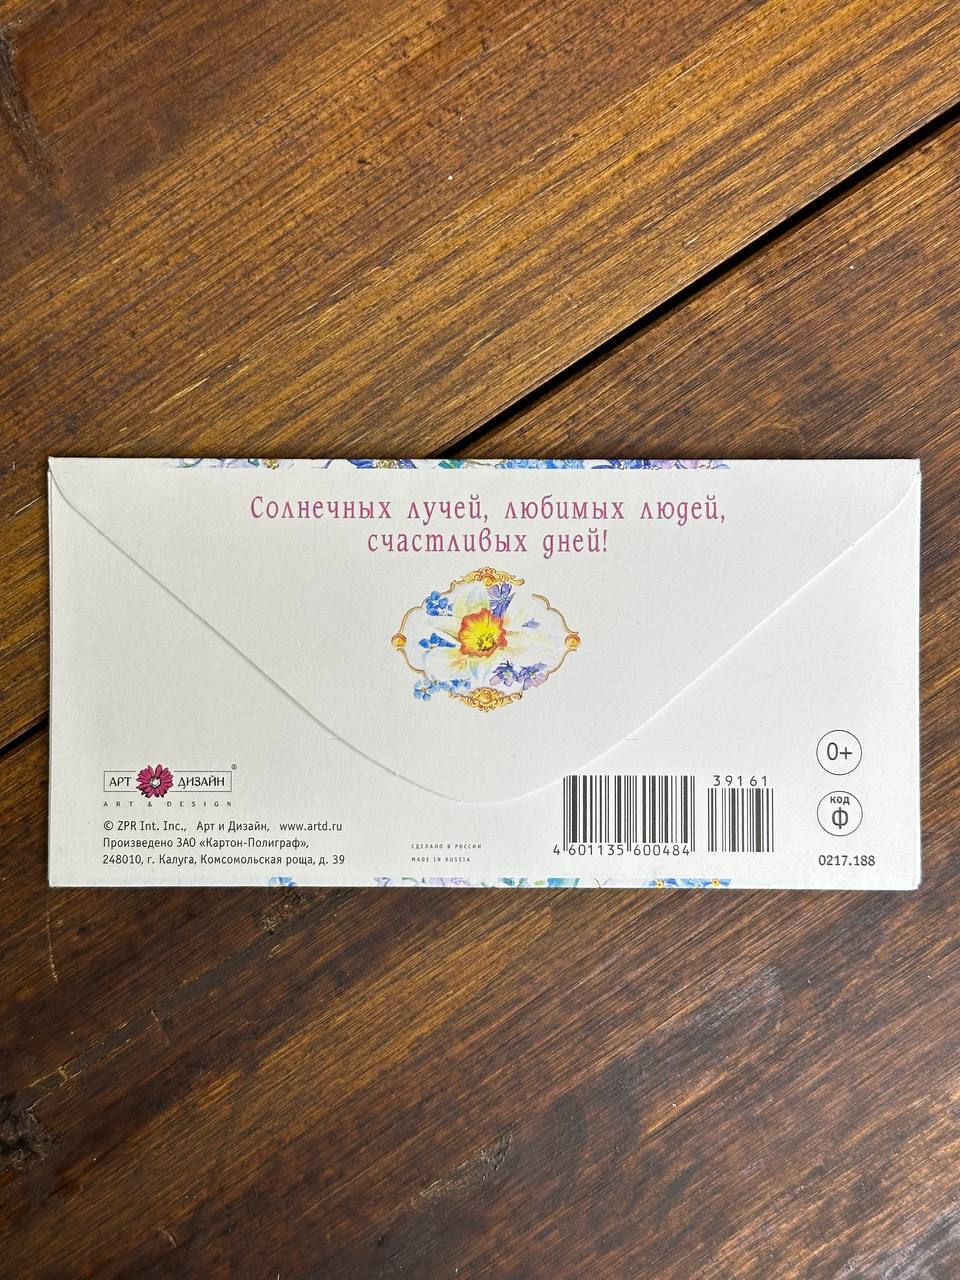 Солнечных лучей, любимых людей,
счастливых дней!
АРТ ДИЗАЙН®
ART & DESIGN
© ZPR Int. Inc., Арт и Дизайн, www.artd.ru
Произведено ЗАО «Картон-Полиграф»,
248010, г. Калуга, Комсомольская роща, д. 39
СДЕЛАНО В РОССИИ
MADE IN RUSSIA
39161
4 601135 600484
0+
код
Ф
0217.188